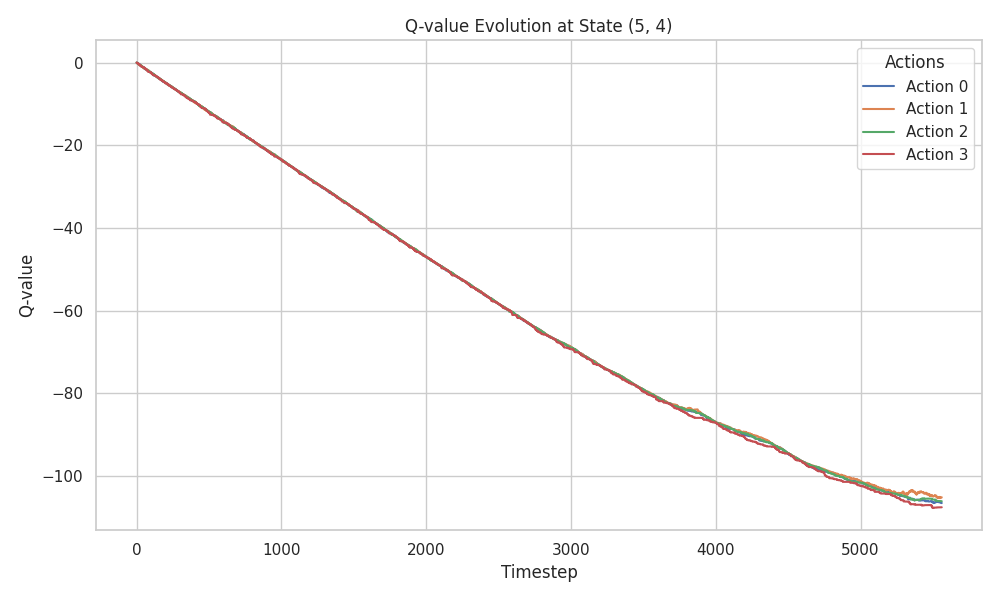 Q-value Evolution at State (5, 4)
Actions
Action 0
Action 1
Action 2
Action 3
Q-value
0
−20
−40
−60
−80
−100
0 1000 2000 3000 4000 5000
Timestep